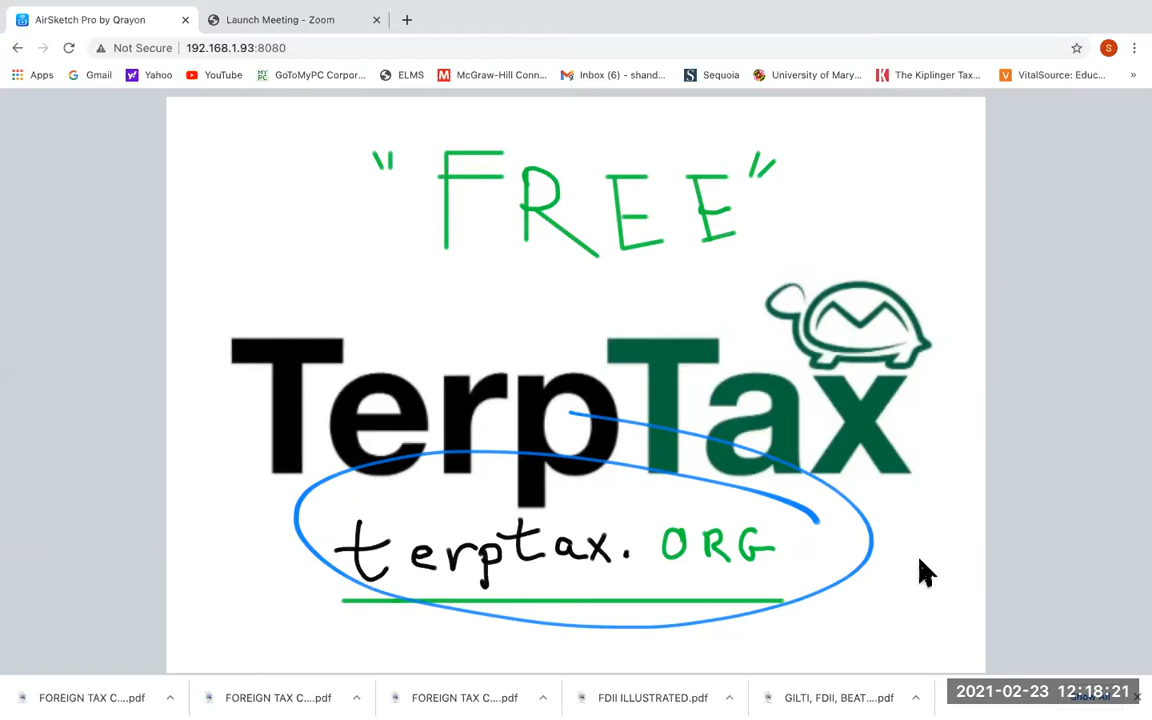 AirSketch Pro by Qrayon
Launch Meeting - Zoom
Not Secure 192.168.1.93:8080
S
Apps Gmail Yahoo YouTube GoToMyPC Corpor... ELMS McGraw-Hill Conn... Inbox (6) - shand... Sequoia University of Mary... The Kiplinger Tax... VitalSource: Educ... »
"FREE"
TerpTax
terptax. ORG
FOREIGN TAX C....pdf FOREIGN TAX C....pdf FOREIGN TAX C....pdf FDII ILLUSTRATED.pdf GILTI, FDII, BEAT....pdf
2021-02-23 12:18:21